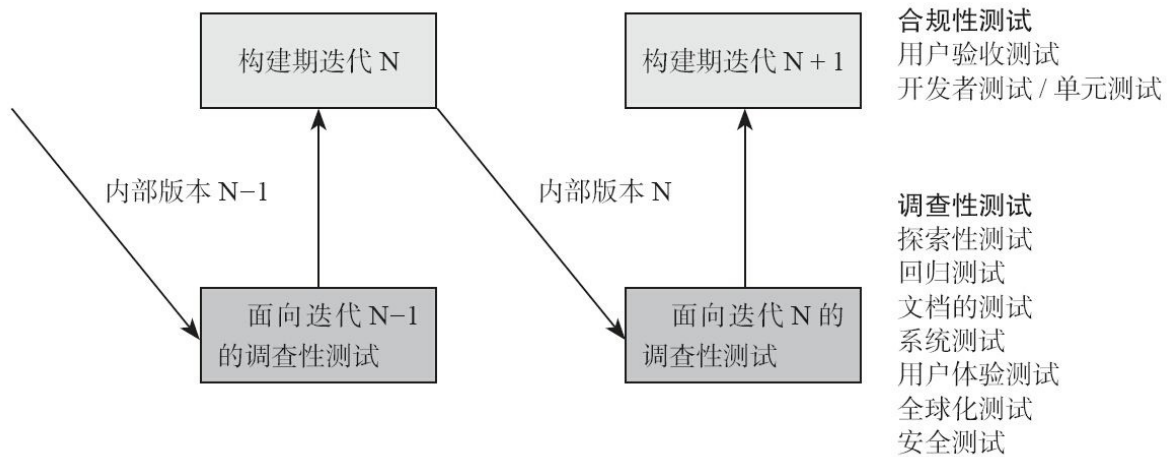 构建期迭代 N
构建期迭代 N + 1
合规性测试
用户验收测试
开发者测试 / 单元测试
内部版本 N−1
内部版本 N
面向迭代 N−1
的调查性测试
面向迭代 N 的
调查性测试
调查性测试
探索性测试
回归测试
文档的测试
系统测试
用户体验测试
全球化测试
安全测试